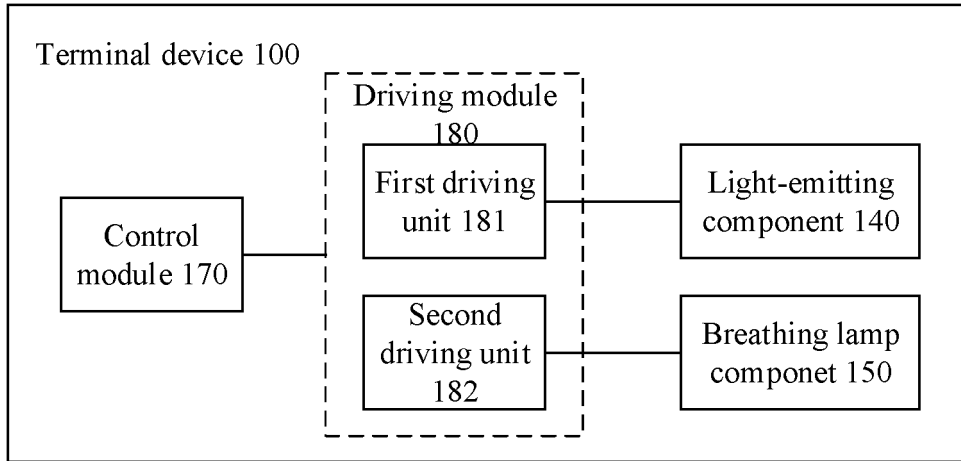 Terminal device 100
Driving module
180
First driving
unit 181
Light-emitting
component 140
Control
module 170
Second
driving unit
182
Breathing lamp
componet 150